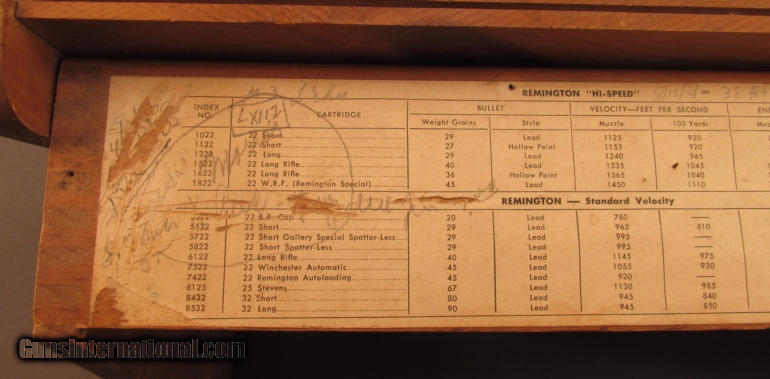 REMINGTON "HI-SPEED"
INDEX NO. CARTRIDGE BULLET VELOCITY—FEET PER SECOND
Weight Grains Style Muzzle 100 Yards
1022 22 Short 29 Lead 1125 920
1122 22 Short 27 Hollow Point 1155 920
1322 22 Long 29 Lead 1240 965
1522 22 Long Rifle 40 Lead 1335 1045
1622 22 Long Rifle 36 Hollow Point 1365 1040
1822 22 W.R.F. (Remington Special) 45 Lead 1450 1110
REMINGTON — Standard Velocity
22 B.B. Cap 20 Lead 780 —
5522 22 Short 29 Lead 965 810
5722 22 Short Gallery Special Spatter-Less 29 Lead 995 —
5822 22 Short Spatter-Less 29 Lead 995 —
6122 22 Long Rifle 40 Lead 1145 975
7522 22 Winchester Automatic 45 Lead 1055 930
7422 22 Remington Autoloading 45 Lead 920 —
8125 25 Stevens 67 Lead 1130 985
8432 32 Short 80 Lead 945 840
8532 32 Long 90 Lead 945 850
GunsInternational.com